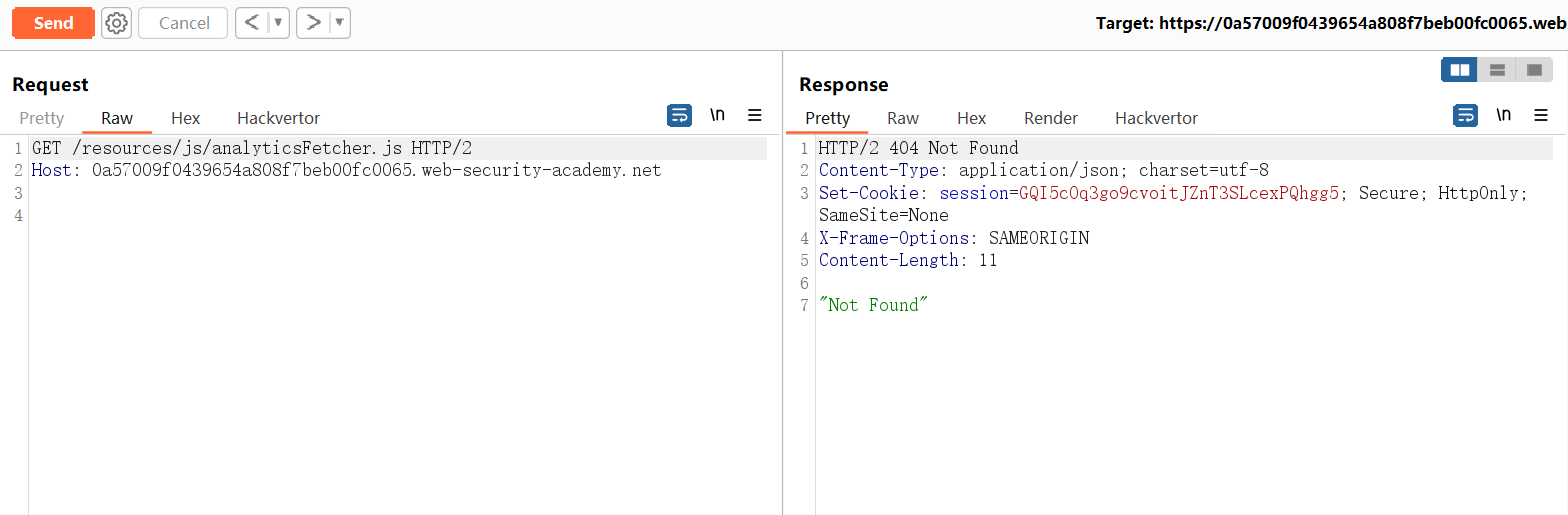 Send Cancel < ▼ > ▼ Target: https://0a57009f0439654a808f7beb00fc0065.web
Request
Pretty Raw Hex Hackvertor \n
1 GET /resources/js/analyticsFetcher.js HTTP/2
2 Host: 0a57009f0439654a808f7beb00fc0065.web-security-academy.net
3
4
Response
Pretty Raw Hex Render Hackvertor \n
1 HTTP/2 404 Not Found
2 Content-Type: application/json; charset=utf-8
3 Set-Cookie: session=GQI5cOq3go9cvoitJZnT3SLcexPQhgg5; Secure; HttpOnly;
SameSite=None
4 X-Frame-Options: SAMEORIGIN
5 Content-Length: 11
6
7 "Not Found"